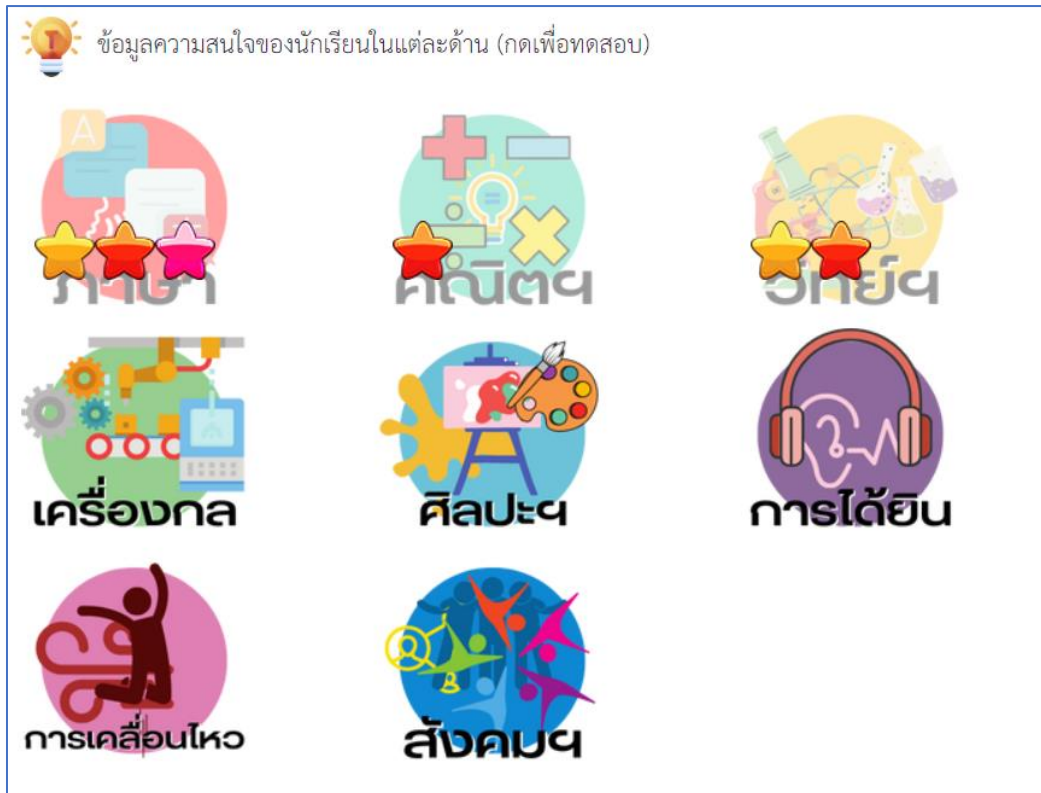 ข้อมูลความสนใจของนักเรียนในแต่ละด้าน (กดเพื่อทดสอบ)
A
ภาษา
คณิตฯ
วิทย์ฯ
เครื่องกล
ศิลปะฯ
การได้ยิน
การเคลื่อนไหว
สังคมฯ